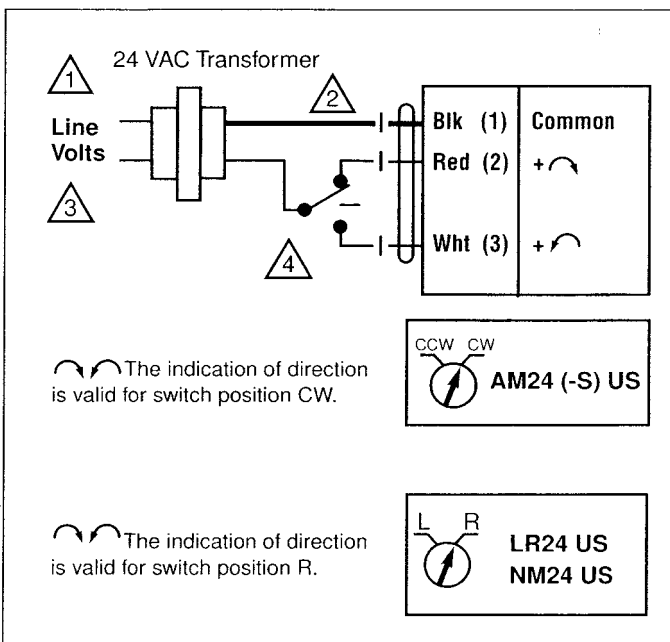 24 VAC Transformer
1
2
Line
Volts
3
4
Blk (1) Common
Red (2) +
Wht (3) +
The indication of direction
is valid for switch position CW.
CCW CW
AM24 (-S) US
The indication of direction
is valid for switch position R.
L R
LR24 US
NM24 US